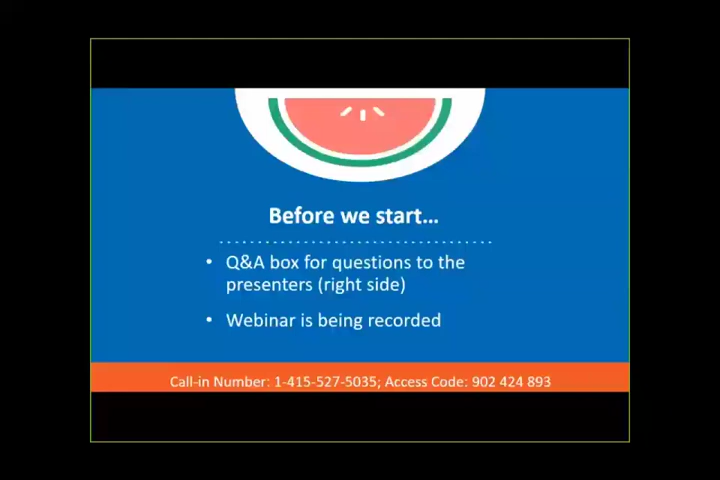 Before we start…
• Q&A box for questions to the
presenters (right side)
• Webinar is being recorded
Call-in Number: 1-415-527-5035; Access Code: 902 424 893